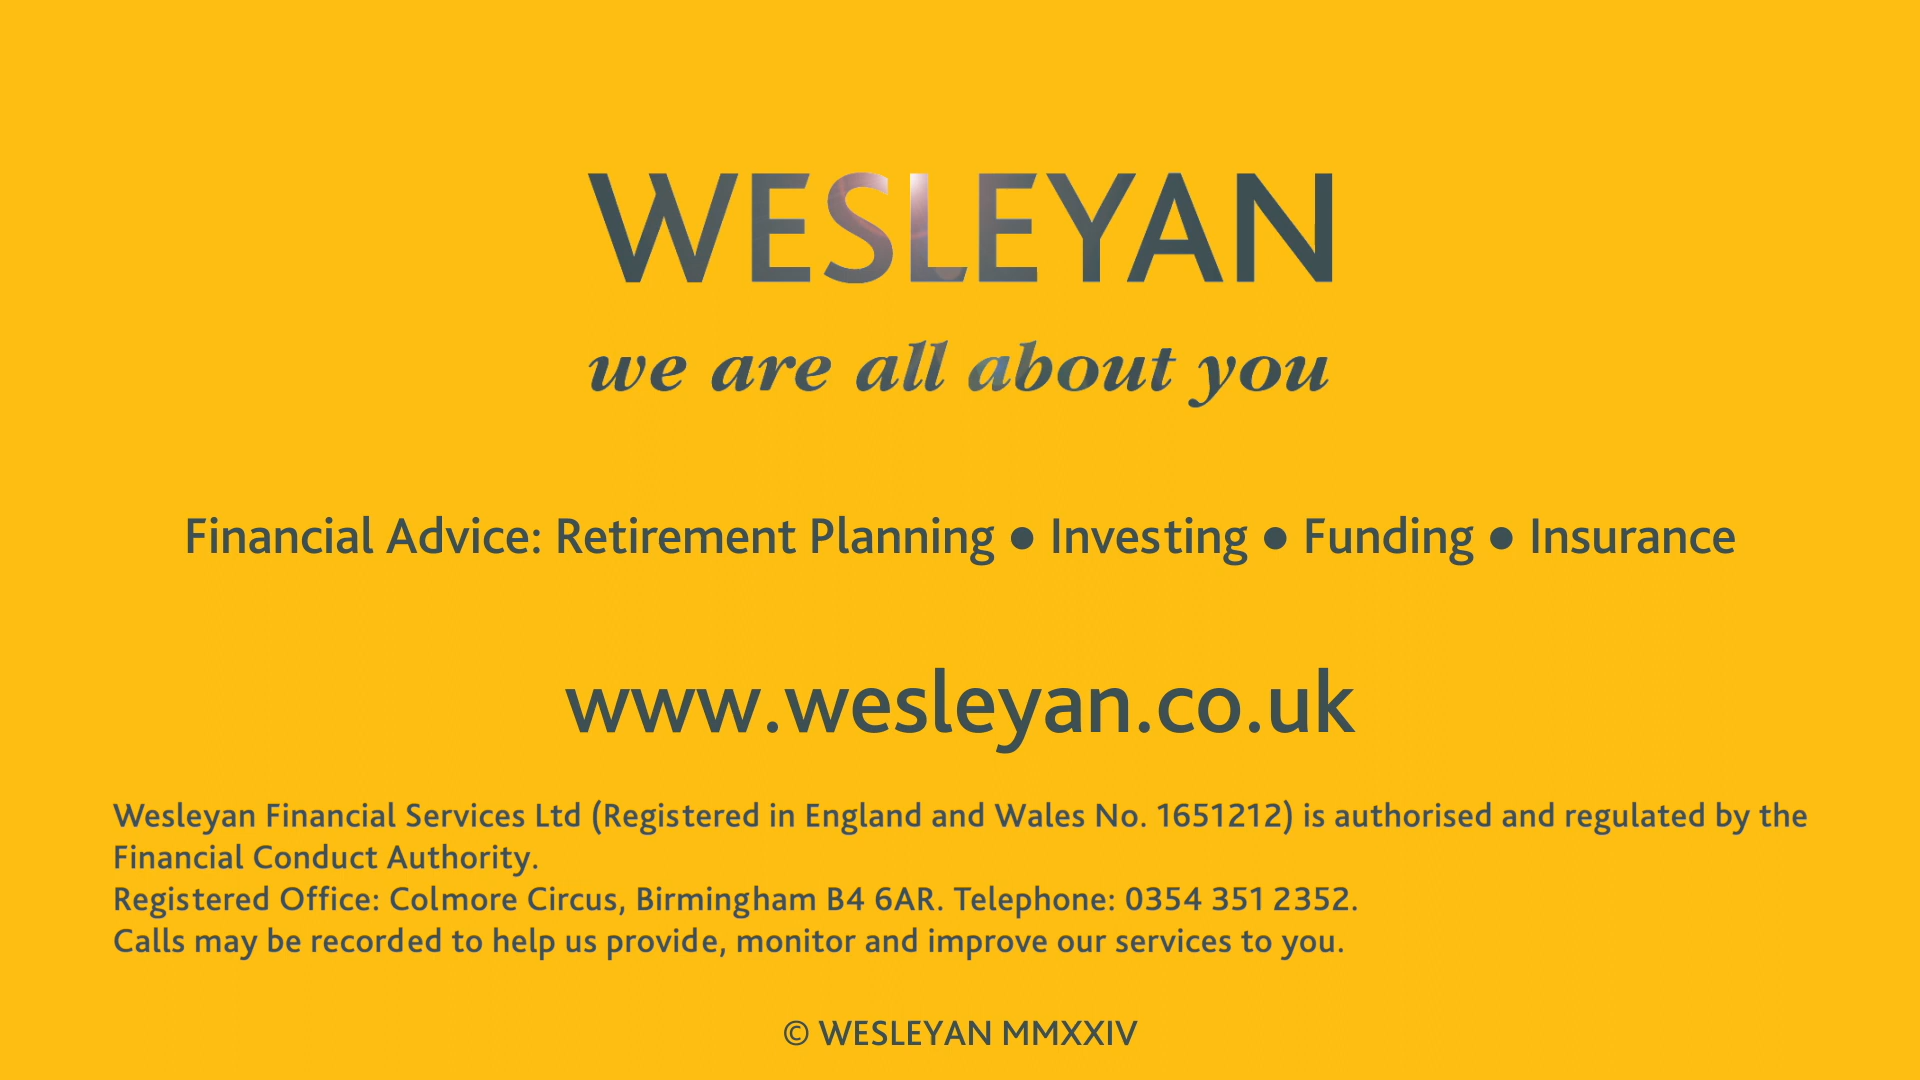 WESLEYAN
we are all about you
Financial Advice: Retirement Planning ● Investing ● Funding ● Insurance
www.wesleyan.co.uk
Wesleyan Financial Services Ltd (Registered in England and Wales No. 1651212) is authorised and regulated by the
Financial Conduct Authority.
Registered Office: Colmore Circus, Birmingham B4 6AR. Telephone: 0354 351 2352.
Calls may be recorded to help us provide, monitor and improve our services to you.
© WESLEYAN MMXXIV